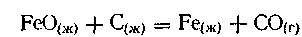 FeO(ж) + C(ж) = Fe(ж) + CO(г)